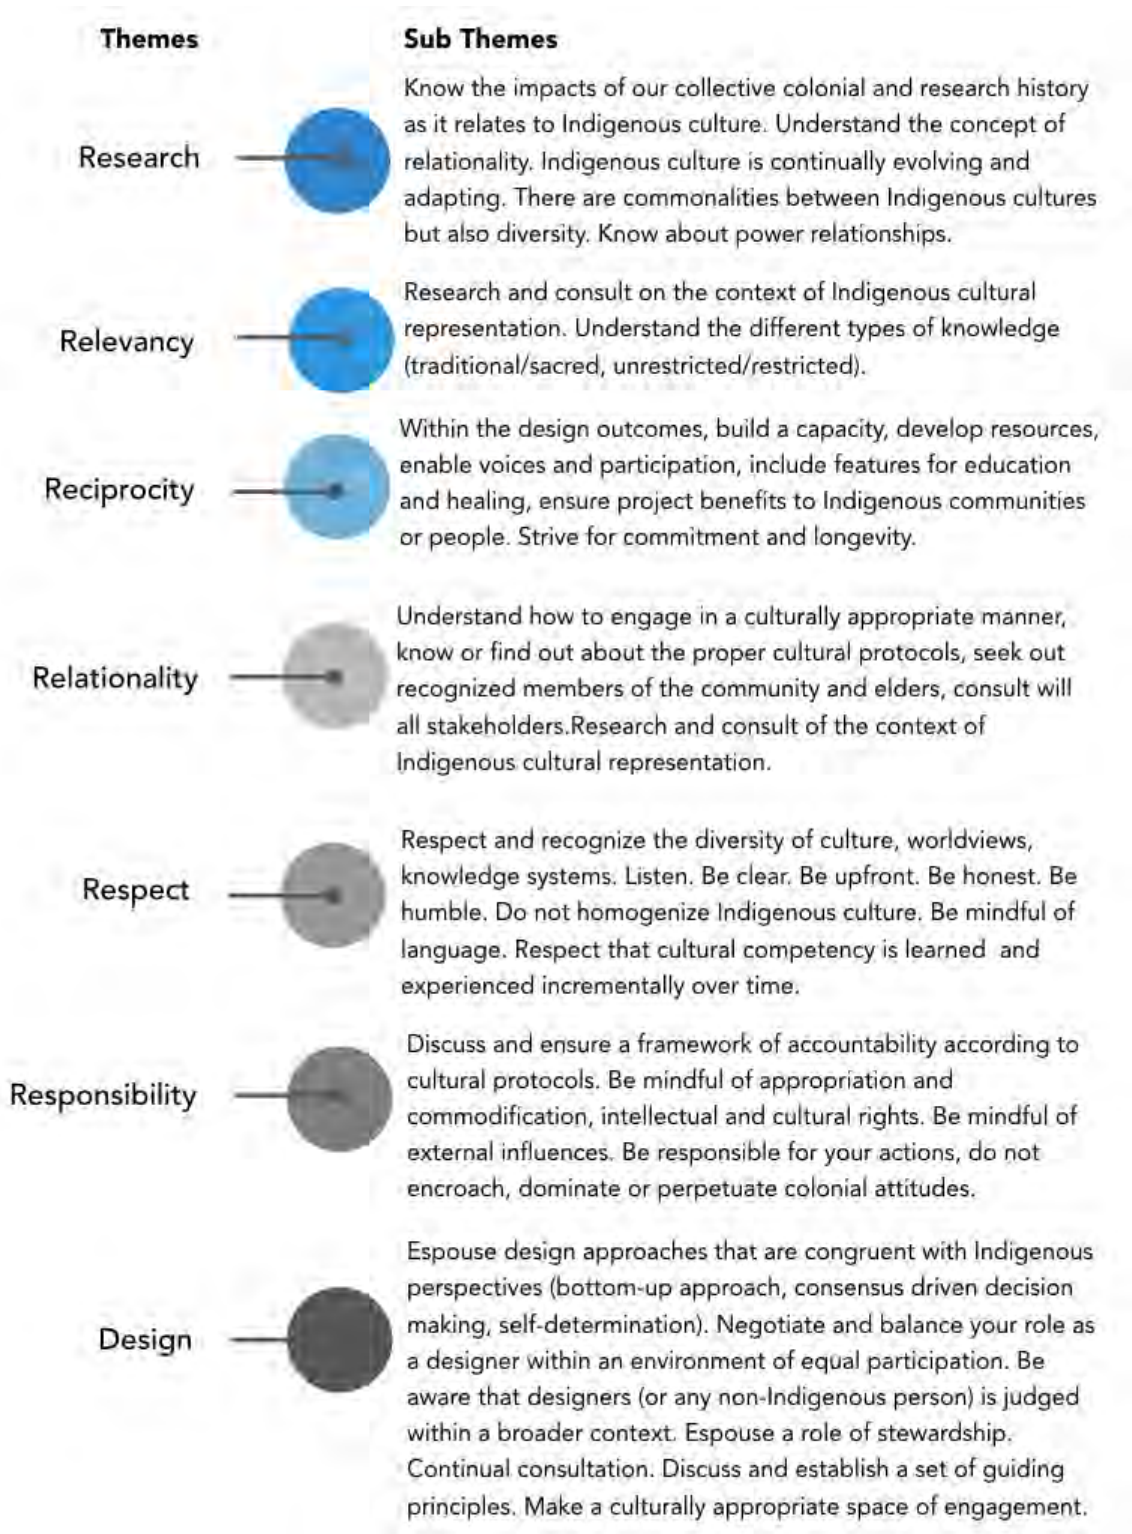 Themes
Sub Themes
Research
Know the impacts of our collective colonial and research history
as it relates to Indigenous culture. Understand the concept of
relationality. Indigenous culture is continually evolving and
adapting. There are commonalities between Indigenous cultures
but also diversity. Know about power relationships.
Relevancy
Research and consult on the context of Indigenous cultural
representation. Understand the different types of knowledge
(traditional/sacred, unrestricted/restricted).
Reciprocity
Within the design outcomes, build a capacity, develop resources,
enable voices and participation, include features for education
and healing, ensure project benefits to Indigenous communities
or people. Strive for commitment and longevity.
Relationality
Understand how to engage in a culturally appropriate manner,
know or find out about the proper cultural protocols, seek out
recognized members of the community and elders, consult will
all stakeholders.Research and consult of the context of
Indigenous cultural representation.
Respect
Respect and recognize the diversity of culture, worldviews,
knowledge systems. Listen. Be clear. Be upfront. Be honest. Be
humble. Do not homogenize Indigenous culture. Be mindful of
language. Respect that cultural competency is learned and
experienced incrementally over time.
Responsibility
Discuss and ensure a framework of accountability according to
cultural protocols. Be mindful of appropriation and
commodification, intellectual and cultural rights. Be mindful of
external influences. Be responsible for your actions, do not
encroach, dominate or perpetuate colonial attitudes.
Design
Espouse design approaches that are congruent with Indigenous
perspectives (bottom-up approach, consensus driven decision
making, self-determination). Negotiate and balance your role as
a designer within an environment of equal participation. Be
aware that designers (or any non-Indigenous person) is judged
within a broader context. Espouse a role of stewardship.
Continual consultation. Discuss and establish a set of guiding
principles. Make a culturally appropriate space of engagement.